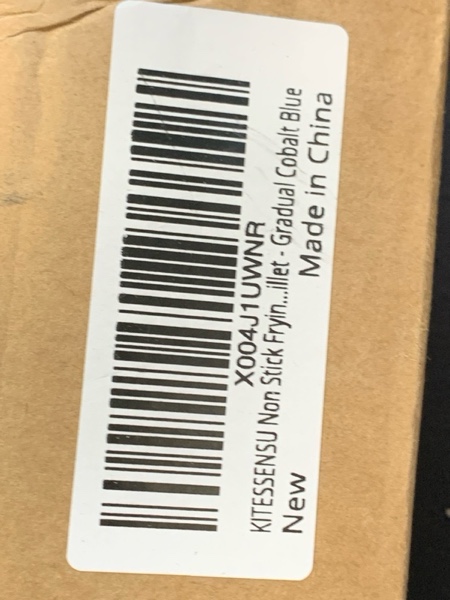 X004J1UWNR
KITESSENSU Non Stick Fryin...illet - Gradual Cobalt Blue
New
Made in China